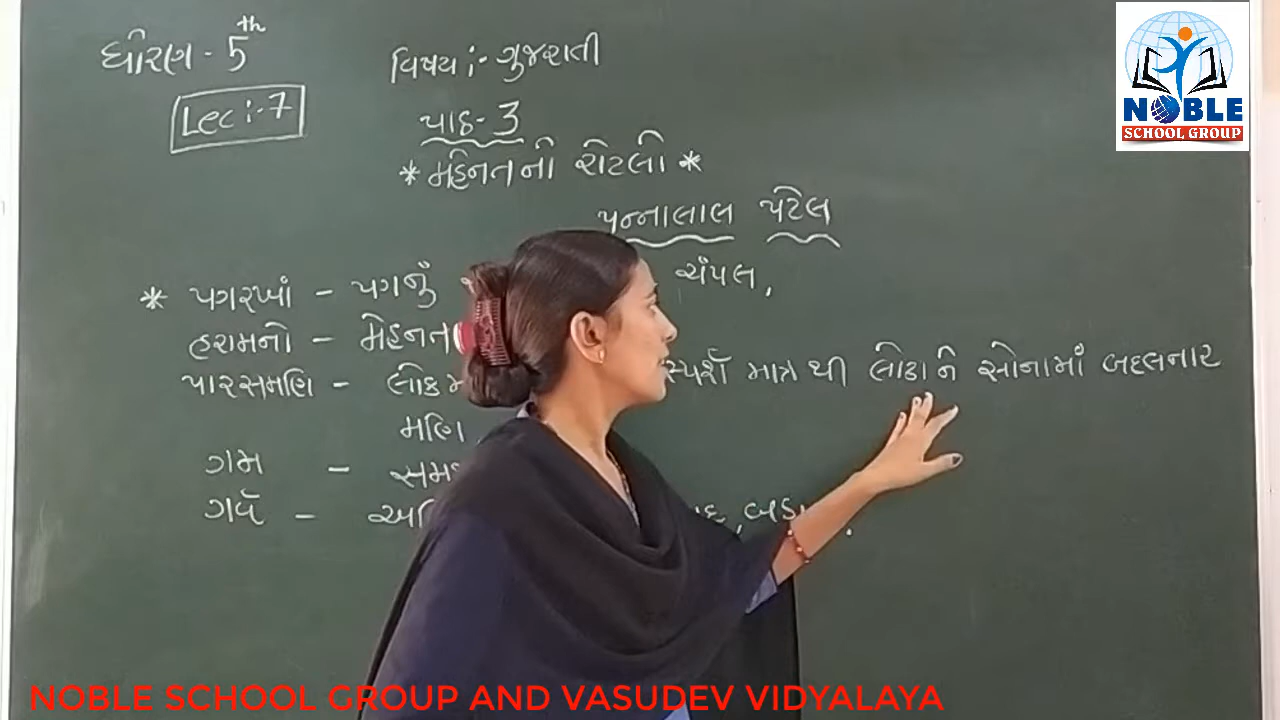 ધોરણ - 5th
વિષય :- ગુજરાતી
Lec :- 7
પાઠ - 3
* મહેનતની રોટલી *
પન્નાલાલ પટેલ
* પગરખાં - પગનું ચંપલ,
હરામનો - મેહનત
પારસમણિ - સ્પર્શ માત્ર થી લોઢાને સોનામાં બદલનાર
મણિ
ગમ -
ગર્વ -
NOBLE
SCHOOL GROUP
NOBLE SCHOOL GROUP AND VASUDEV VIDYALAYA